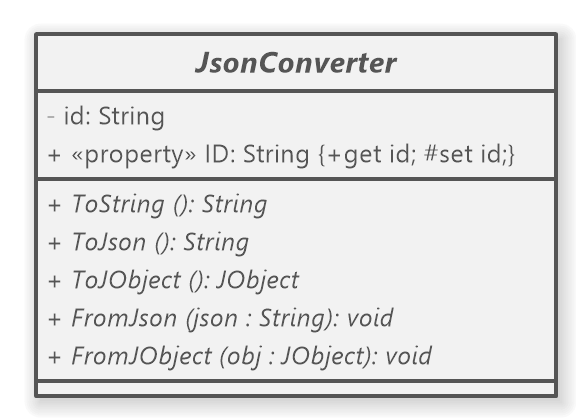 JsonConverter
- id: String
+ «property» ID: String {+get id; #set id;}
+ ToString (): String
+ ToJson (): String
+ ToJObject (): JObject
+ FromJson (json : String): void
+ FromJObject (obj : JObject): void